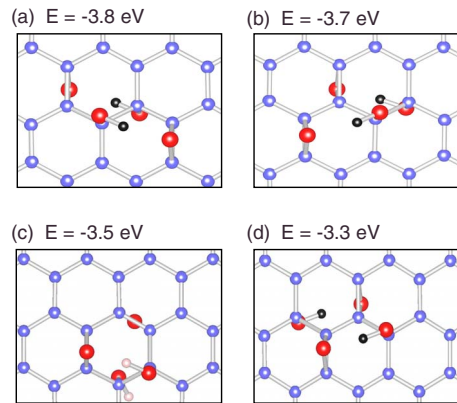 (a) E = -3.8 eV
(b) E = -3.7 eV
(c) E = -3.5 eV
(d) E = -3.3 eV